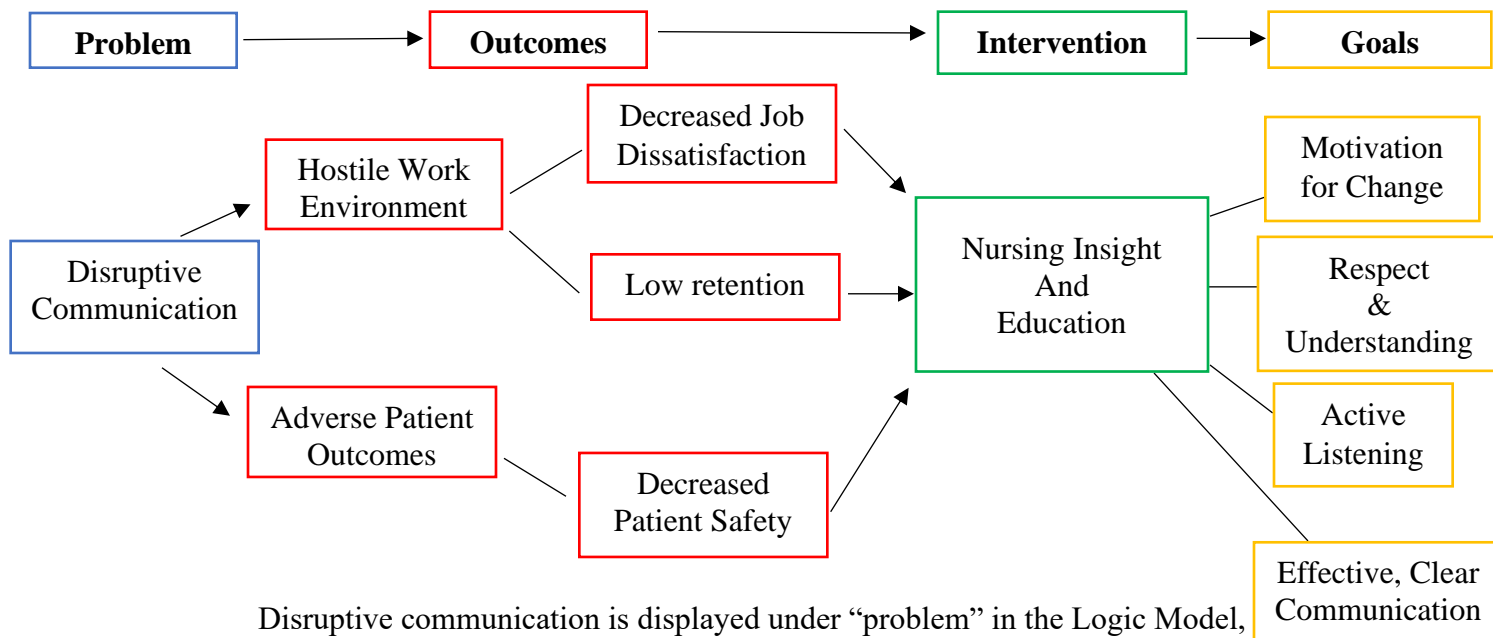 Problem
Outcomes
Intervention
Goals
Decreased Job
Dissatisfaction
Motivation
for Change
Hostile Work
Environment
Nursing Insight
And
Education
Disruptive
Communication
Low retention
Respect
&
Understanding
Adverse Patient
Outcomes
Active
Listening
Decreased
Patient Safety
Effective, Clear
Communication
Disruptive communication is displayed under “problem” in the Logic Model,